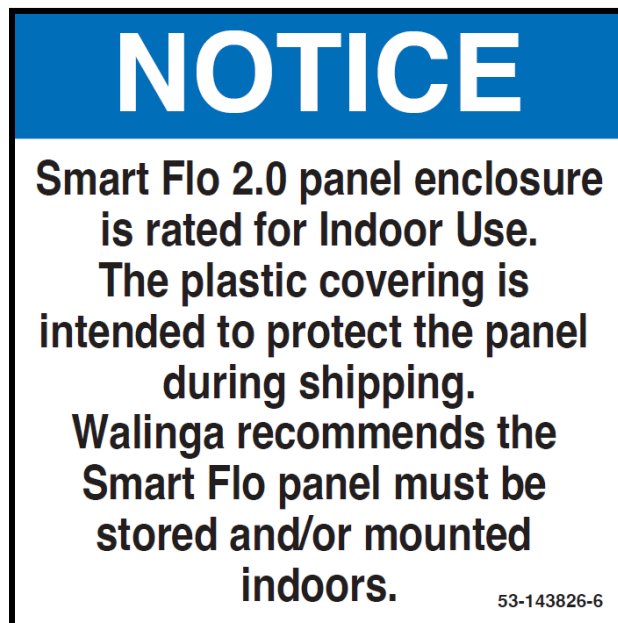 NOTICE
Smart Flo 2.0 panel enclosure
is rated for Indoor Use.
The plastic covering is
intended to protect the panel
during shipping.
Walinga recommends the
Smart Flo panel must be
stored and/or mounted
indoors.
53-143826-6